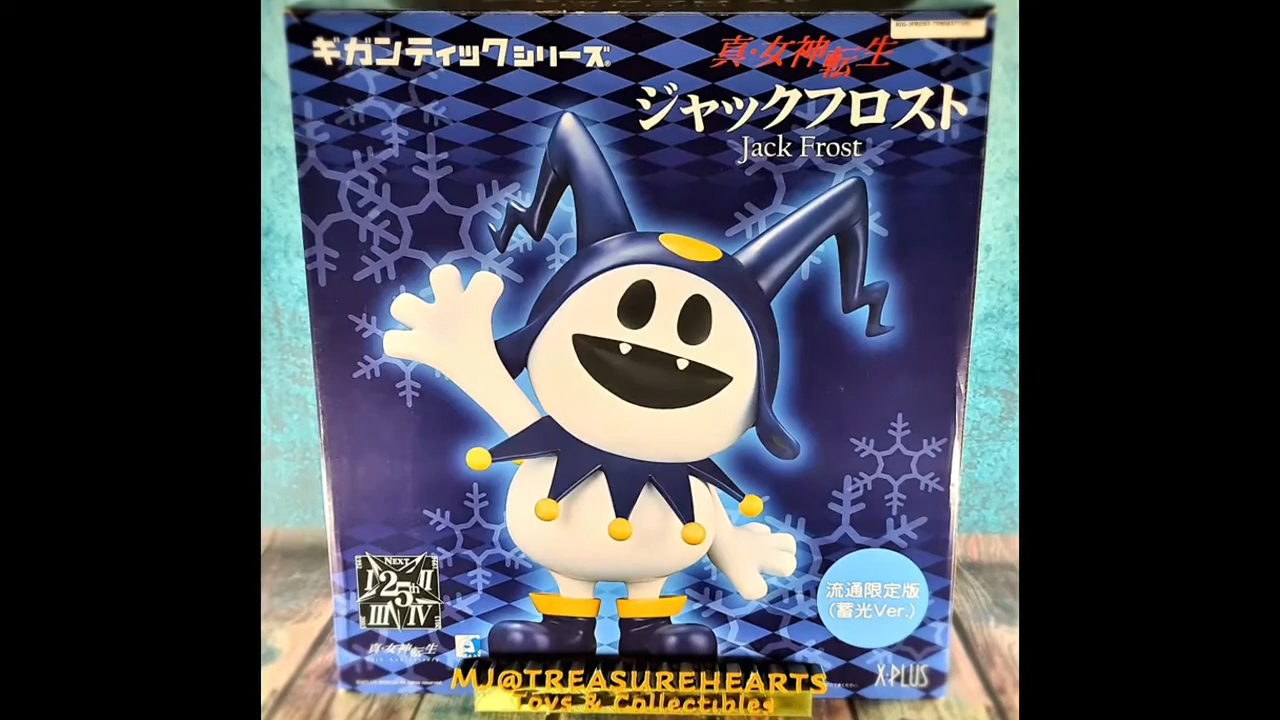 ギガンティックシリーズ®
真・女神転生
ジャックフロスト
Jack Frost
NEXT
I 25th II
III IV
真・女神転生
流通限定版
(蓄光Ver.)
X-PLUS
MJ@TREASUREHEARTS
Toys & Collectibles